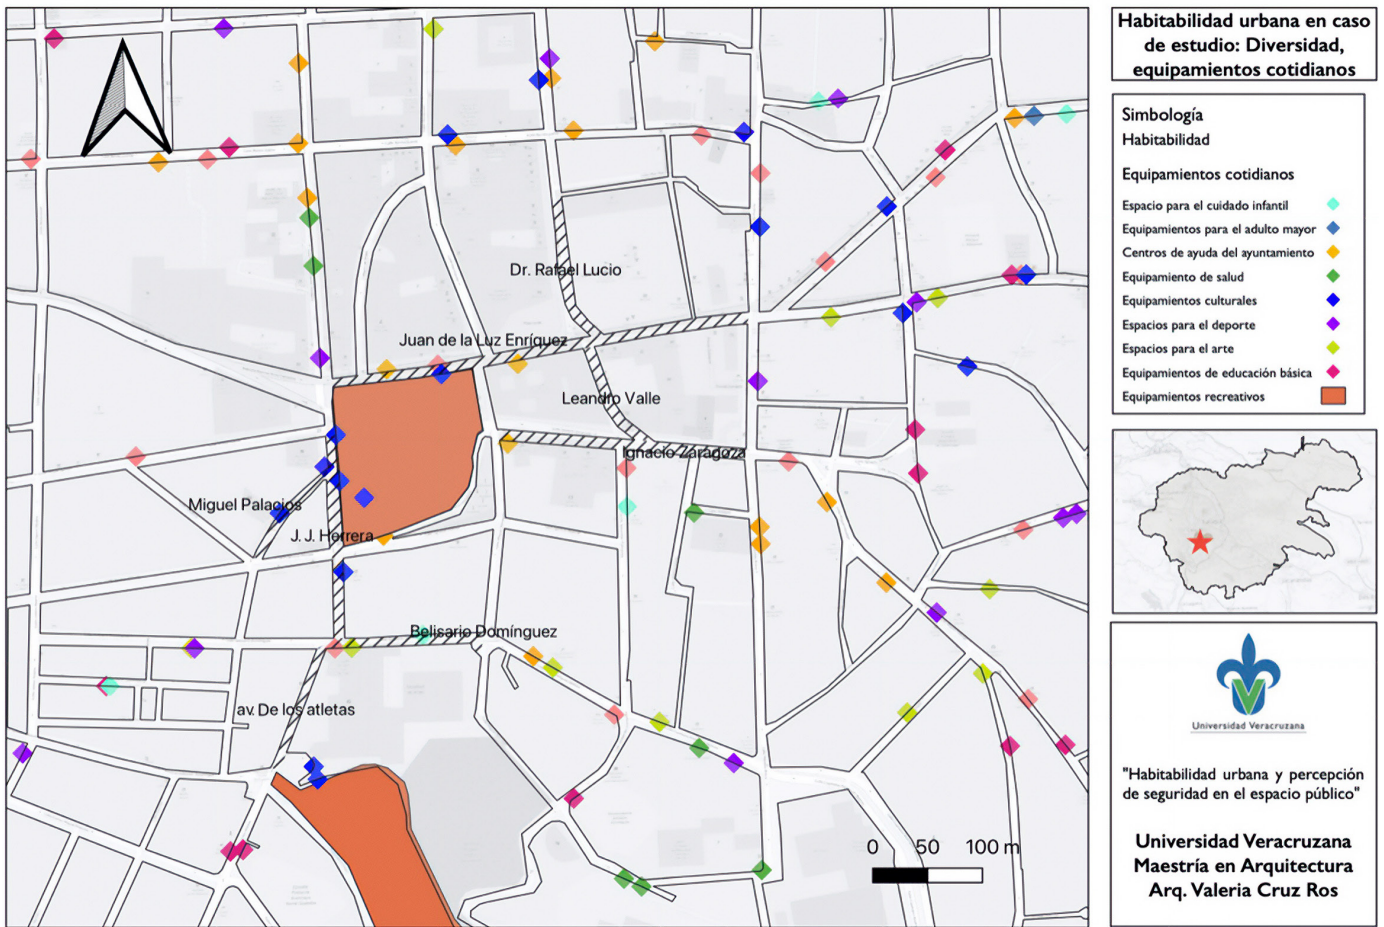 Habitabilidad urbana en caso
de estudio: Diversidad,
equipamientos cotidianos
Simbología
Habitabilidad
Equipamientos cotidianos
Espacio para el cuidado infantil
Equipamientos para el adulto mayor
Centros de ayuda del ayuntamiento
Equipamiento de salud
Equipamientos culturales
Espacios para el deporte
Espacios para el arte
Equipamientos de educación básica
Equipamientos recreativos
Dr. Rafael Lucio
Juan de la Luz Enríquez
Leandro Valle
Ignacio Zaragoza
Miguel Palacios
J. J. Herrera
Belisario Domínguez
av. De los atletas
0 50 100 m
Universidad Veracruzana
"Habitabilidad urbana y percepción
de seguridad en el espacio público"
Universidad Veracruzana
Maestría en Arquitectura
Arq. Valeria Cruz Ros